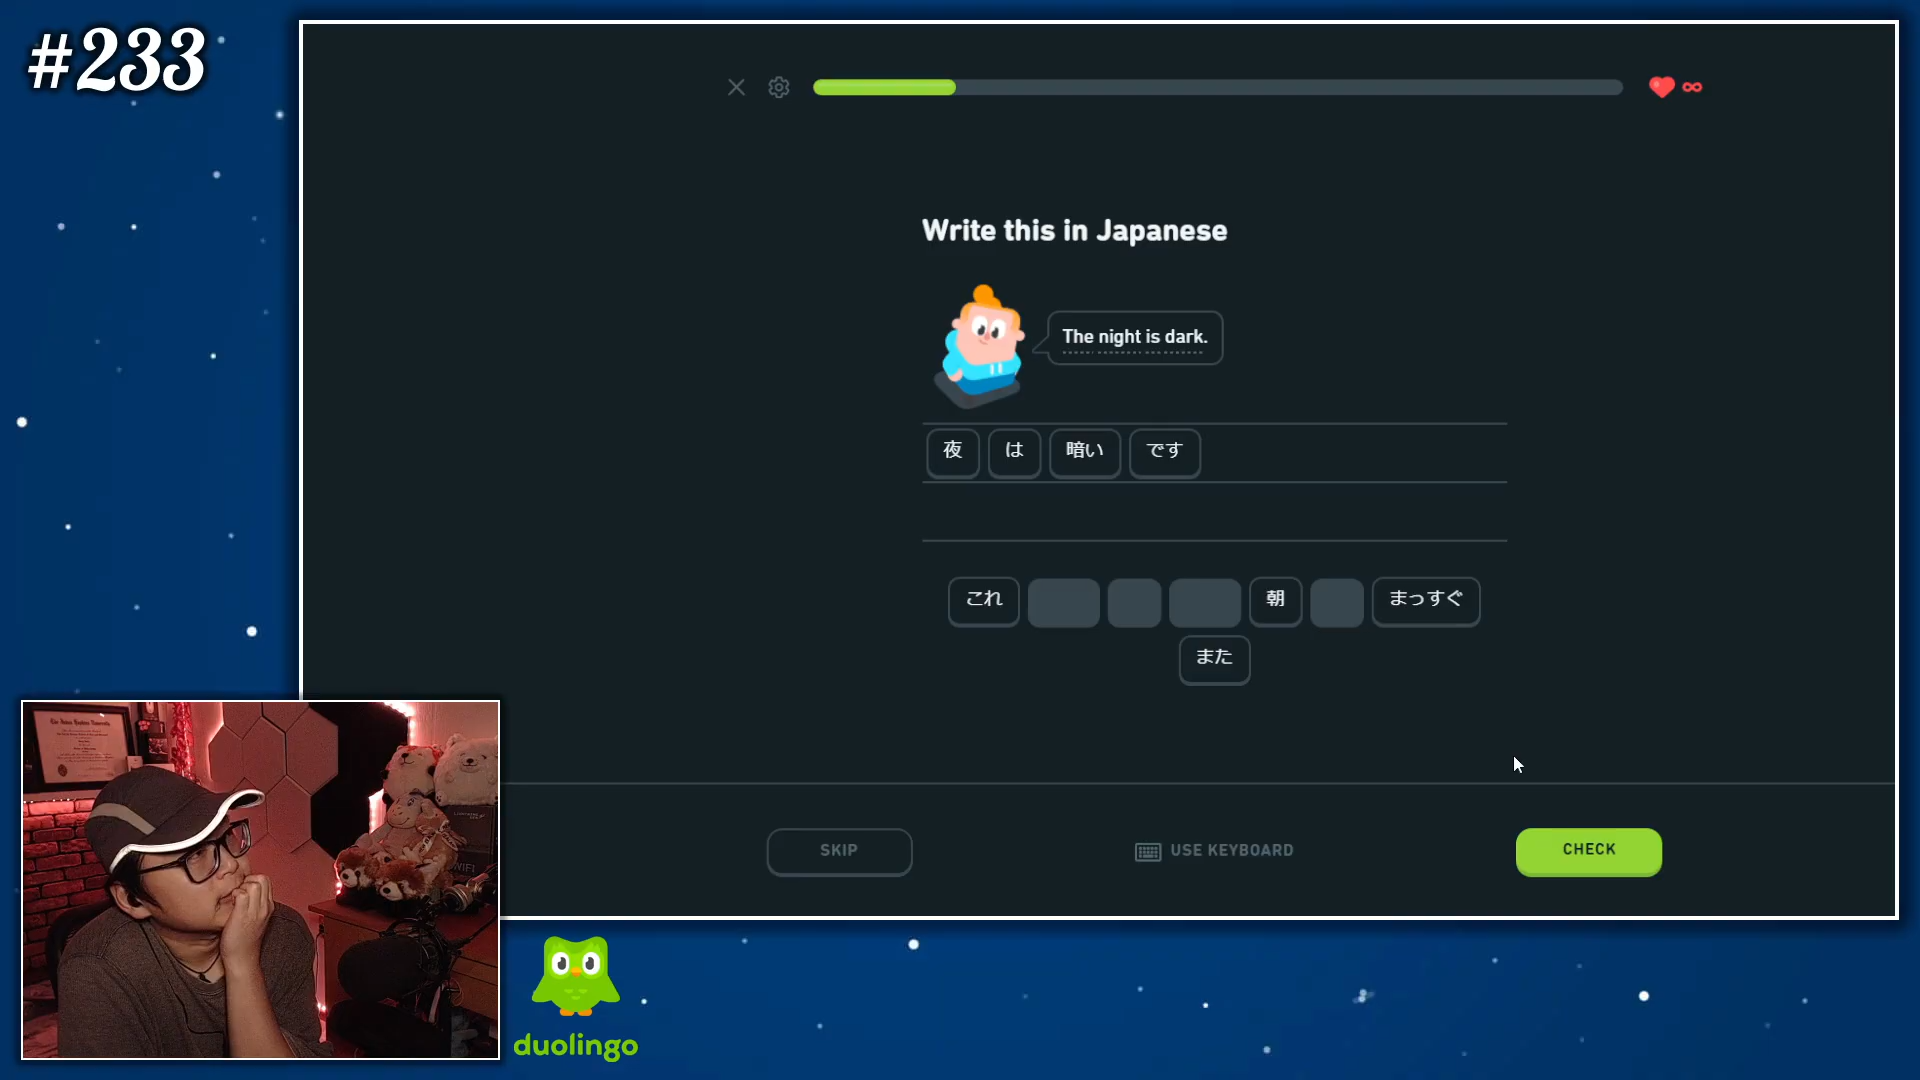 #233
∞
Write this in Japanese
The night is dark.
夜 は 暗い です
これ 朝 まっすぐ
また
SKIP
USE KEYBOARD
CHECK
duolingo